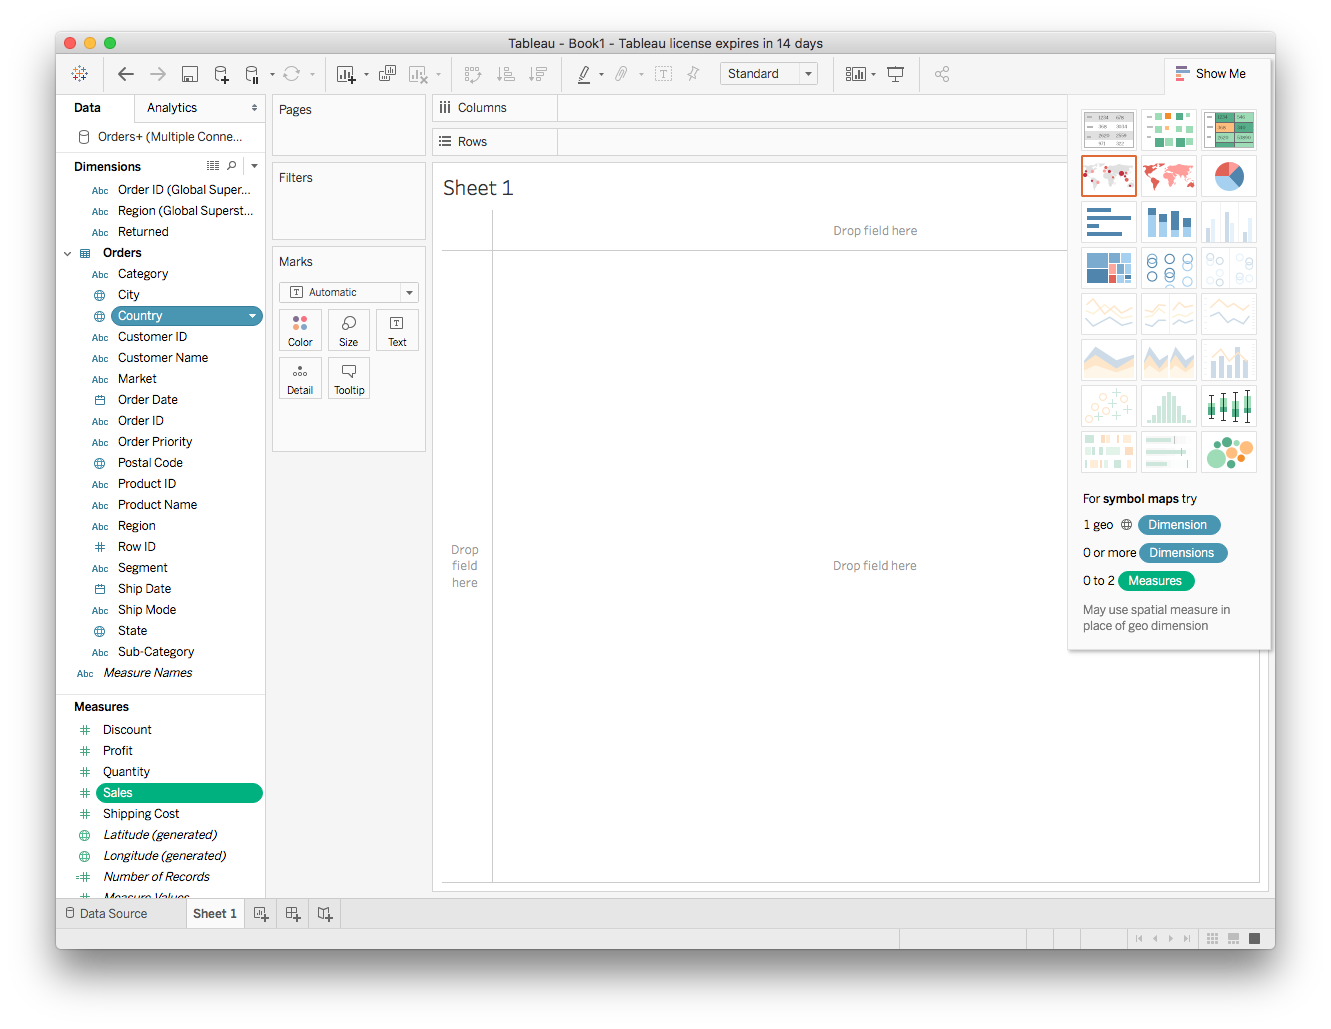 Tableau - Book1 - Tableau license expires in 14 days
Standard
Show Me
Data
Analytics
Orders+ (Multiple Conne...
Dimensions
Abc Order ID (Global Super...
Abc Region (Global Superst...
Abc Returned
Orders
Abc Category
City
Country
Abc Customer ID
Abc Customer Name
Abc Market
Order Date
Abc Order ID
Abc Order Priority
Postal Code
Abc Product ID
Abc Product Name
Abc Region
# Row ID
Abc Segment
Ship Date
Abc Ship Mode
State
Abc Sub-Category
Abc Measure Names
Measures
# Discount
# Profit
# Quantity
# Sales
# Shipping Cost
Latitude (generated)
Longitude (generated)
=# Number of Records
# Measure Values
Pages
Filters
Marks
T Automatic
Color
Size
Text
Detail
Tooltip
Columns
Rows
Sheet 1
Drop field here
Drop
field
here
Drop field here
For symbol maps try
1 geo Dimension
0 or more Dimensions
0 to 2 Measures
May use spatial measure in
place of geo dimension
Data Source
Sheet 1